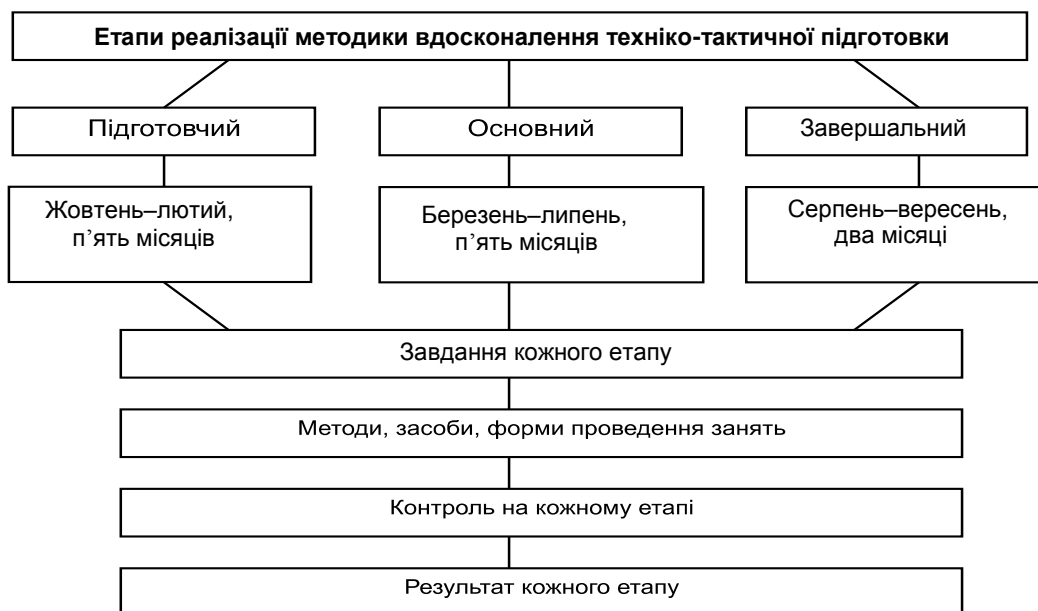 Етапи реалізації методики вдосконалення техніко-тактичної підготовки
Підготовчий
Основний
Завершальний
Жовтень–лютий,
п’ять місяців
Березень–липень,
п’ять місяців
Серпень–вересень,
два місяці
Завдання кожного етапу
Методи, засоби, форми проведення занять
Контроль на кожному етапі
Результат кожного етапу